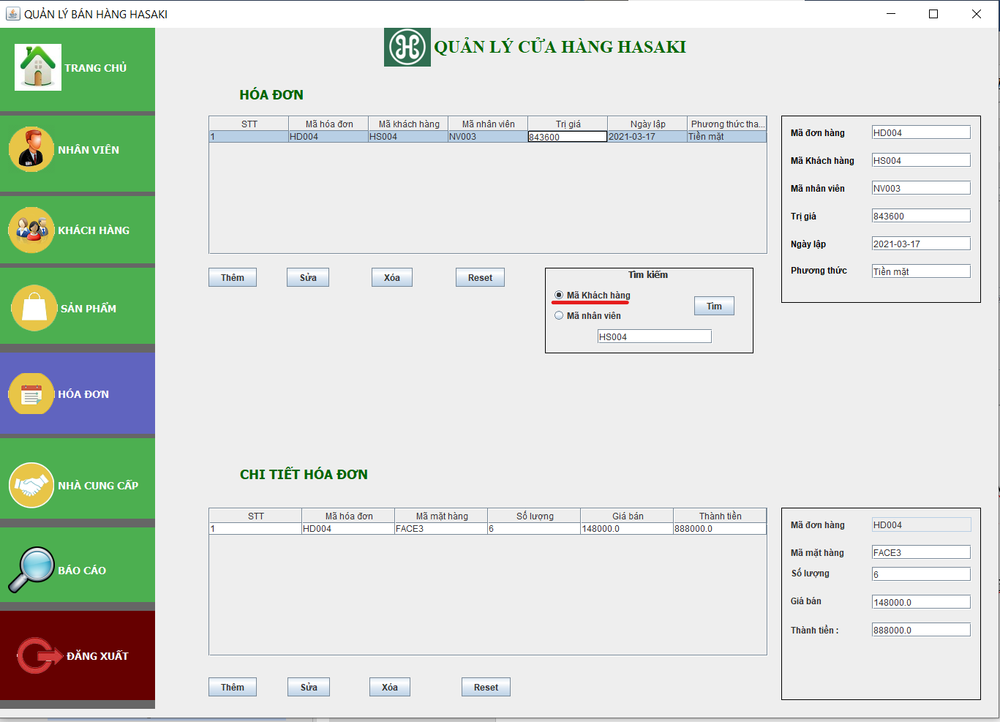 QUẢN LÝ BÁN HÀNG HASAKI
TRANG CHỦ
NHÂN VIÊN
KHÁCH HÀNG
SẢN PHẨM
HÓA ĐƠN
NHÀ CUNG CẤP
BÁO CÁO
ĐĂNG XUẤT
QUẢN LÝ CỬA HÀNG HASAKI
HÓA ĐƠN
STT Mã hóa đơn Mã khách hàng Mã nhân viên Trị giá Ngày lập Phương thức tha...
1 HD004 HS004 NV003 843600 2021-03-17 Tiền mặt
Thêm Sửa Xóa Reset
Tìm kiếm
Mã Khách hàng
Mã nhân viên
Tìm
HS004
Mã đơn hàng HD004
Mã Khách hàng HS004
Mã nhân viên NV003
Trị giá 843600
Ngày lập 2021-03-17
Phương thức Tiền mặt
CHI TIẾT HÓA ĐƠN
STT Mã hóa đơn Mã mặt hàng Số lượng Giá bán Thành tiền
1 HD004 FACE3 6 148000.0 888000.0
Thêm Sửa Xóa Reset
Mã đơn hàng HD004
Mã mặt hàng FACE3
Số lượng 6
Giá bán 148000.0
Thành tiền : 888000.0